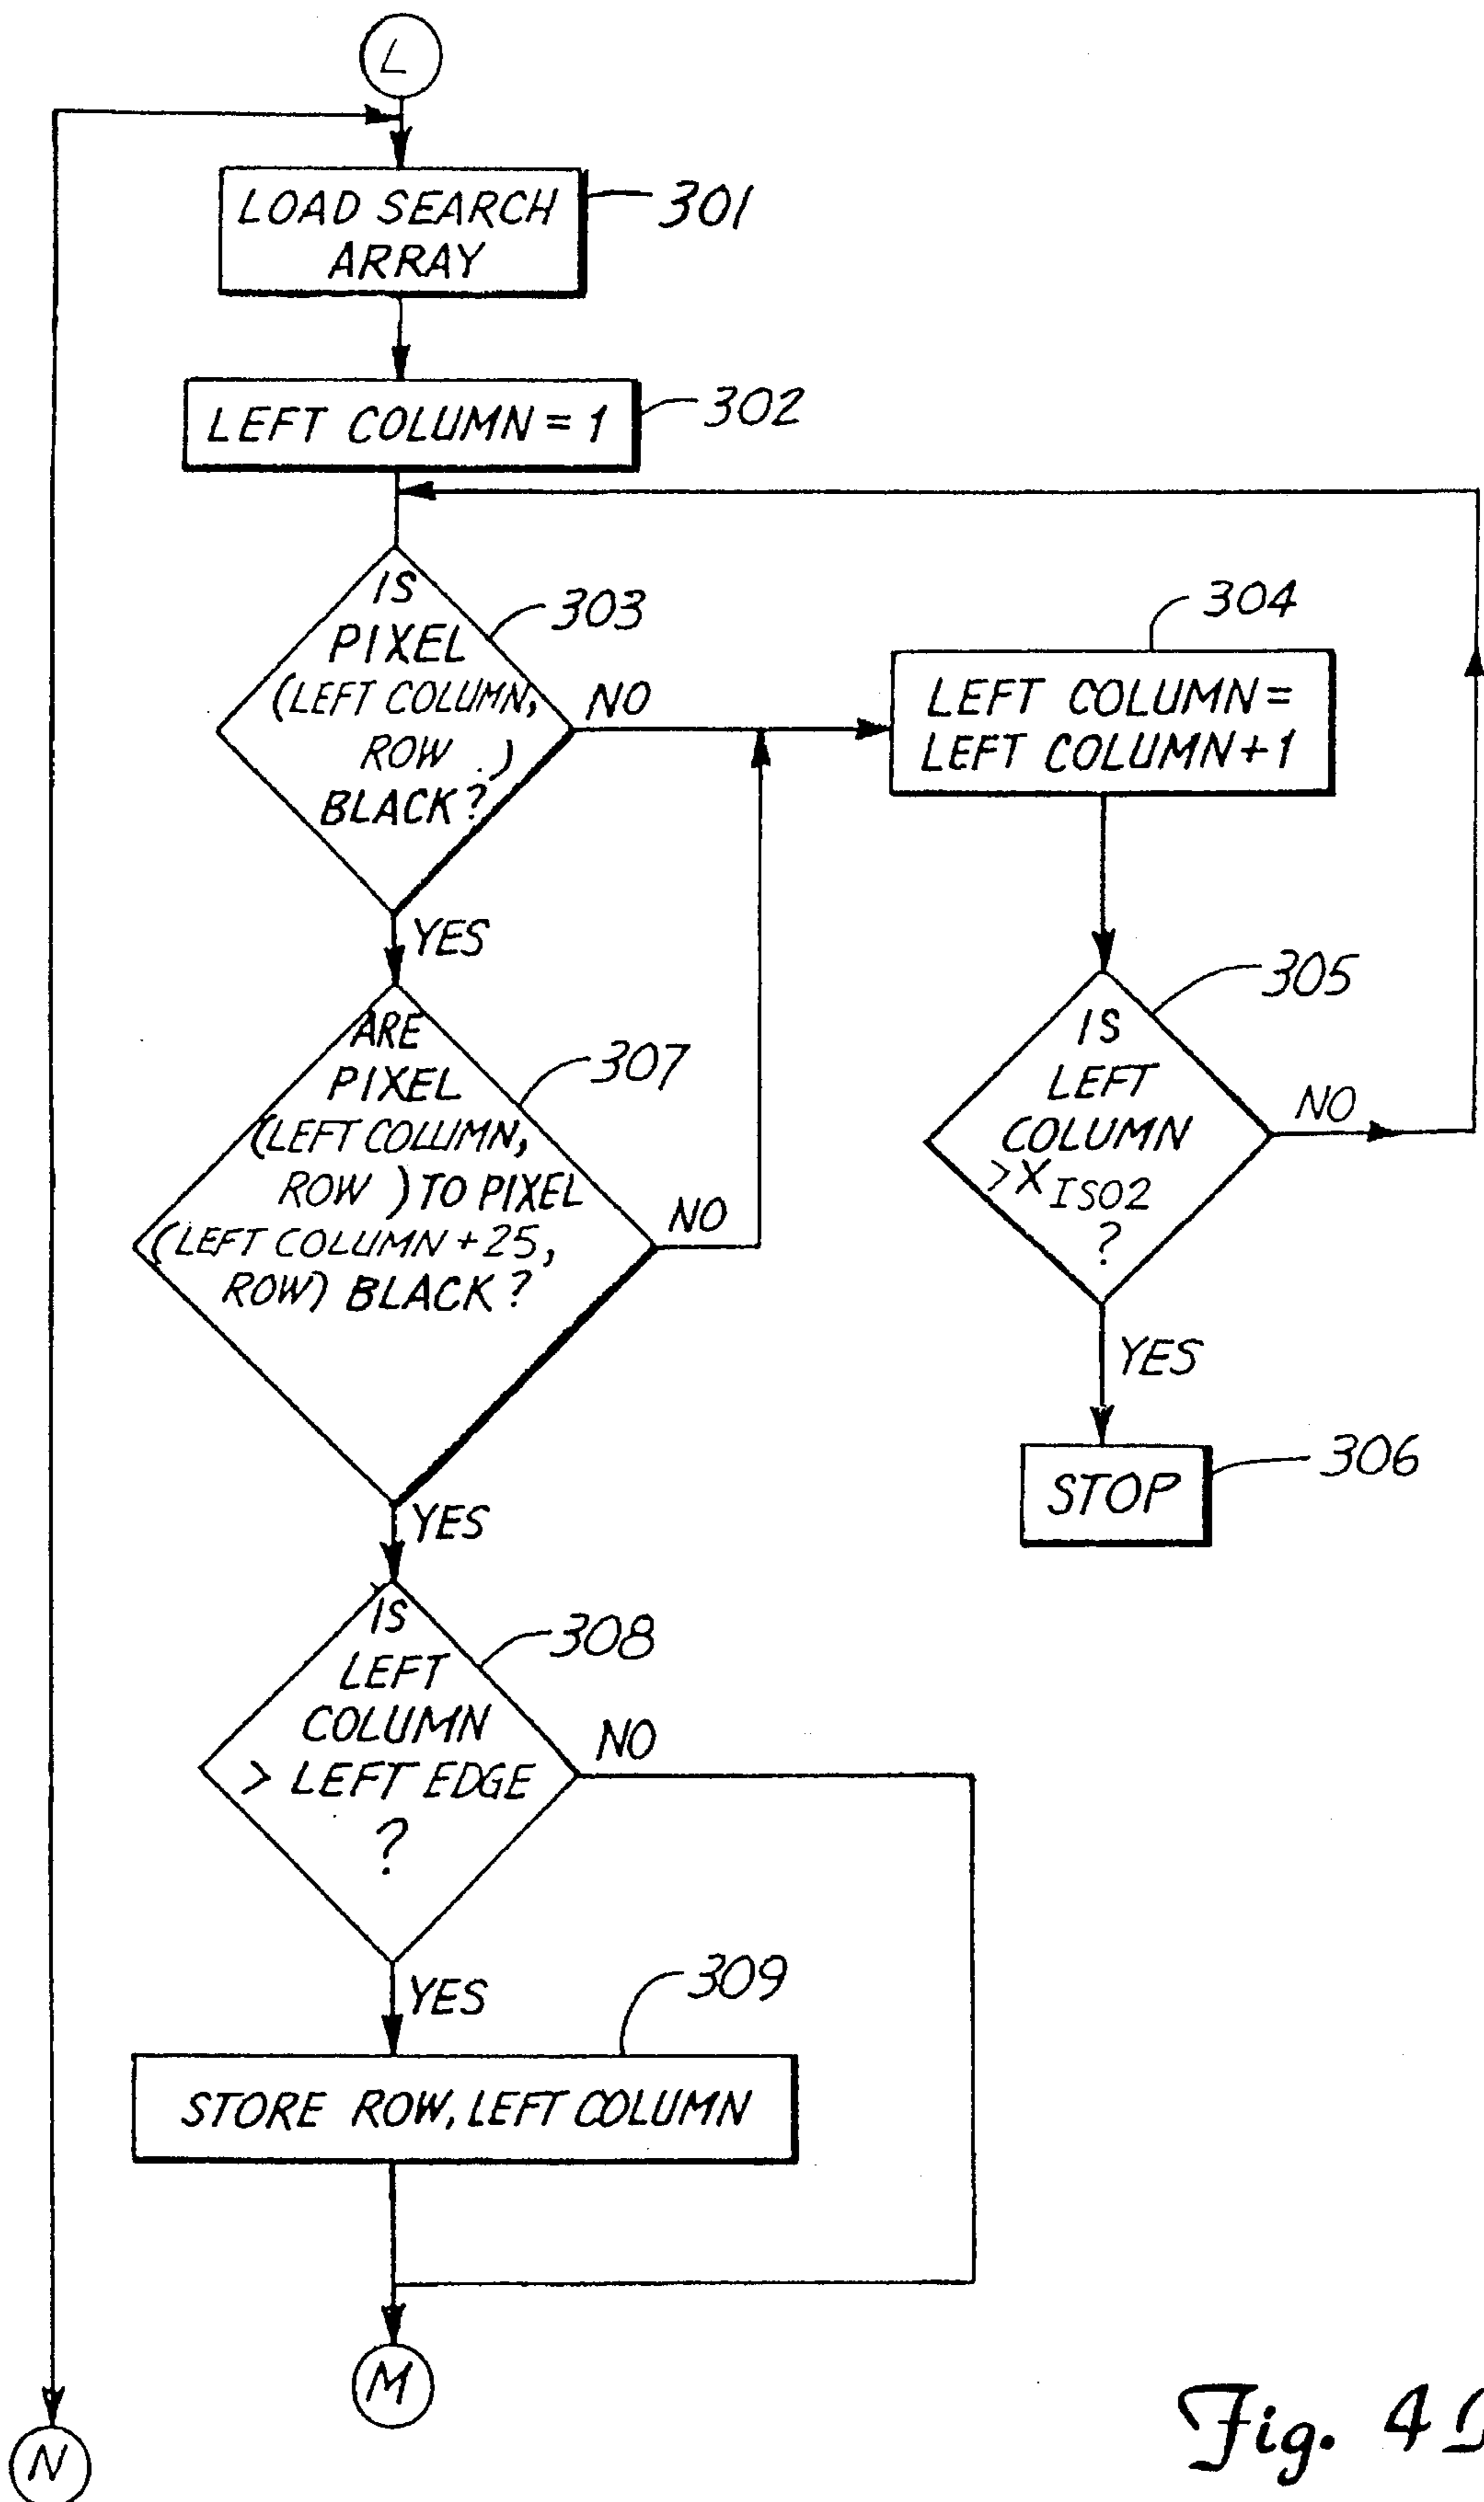 L
LOAD SEARCH
ARRAY
301
LEFT COLUMN = 1
302
IS
PIXEL
(LEFT COLUMN,
ROW )
BLACK?
303
NO
YES
304
LEFT COLUMN =
LEFT COLUMN + 1
305
IS
LEFT
COLUMN
> X ISO2
?
NO
YES
STOP
306
ARE
PIXEL
(LEFT COLUMN,
ROW ) TO PIXEL
(LEFT COLUMN + 25,
ROW) BLACK?
307
NO
YES
IS
LEFT
COLUMN
> LEFT EDGE
?
308
NO
YES
309
STORE ROW, LEFT COLUMN
M
N
Fig.